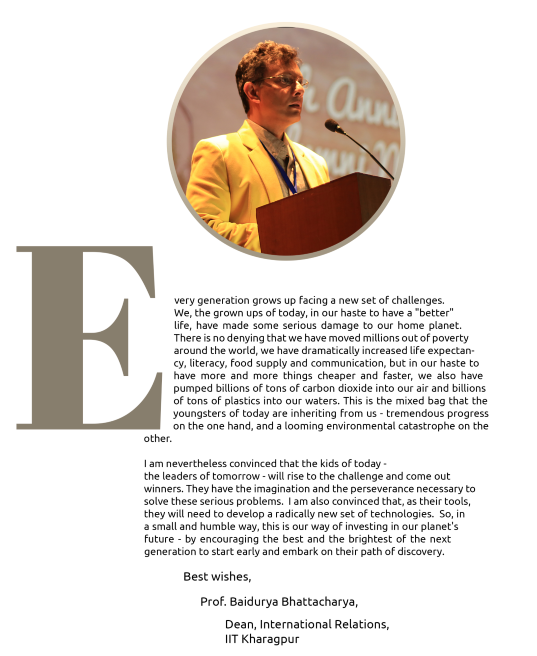 Every generation grows up facing a new set of challenges.
We, the grown ups of today, in our haste to have a "better"
life, have made some serious damage to our home planet.
There is no denying that we have moved millions out of poverty
around the world, we have dramatically increased life expectan-
cy, literacy, food supply and communication, but in our haste to
have more and more things cheaper and faster, we also have
pumped billions of tons of carbon dioxide into our air and billions
of tons of plastics into our waters. This is the mixed bag that the
youngsters of today are inheriting from us - tremendous progress
on the one hand, and a looming environmental catastrophe on the
other.
I am nevertheless convinced that the kids of today -
the leaders of tomorrow - will rise to the challenge and come out
winners. They have the imagination and the perseverance necessary to
solve these serious problems. I am also convinced that, as their tools,
they will need to develop a radically new set of technologies. So, in
a small and humble way, this is our way of investing in our planet's
future - by encouraging the best and the brightest of the next
generation to start early and embark on their path of discovery.
Best wishes,
Prof. Baidurya Bhattacharya,
Dean, International Relations,
IIT Kharagpur